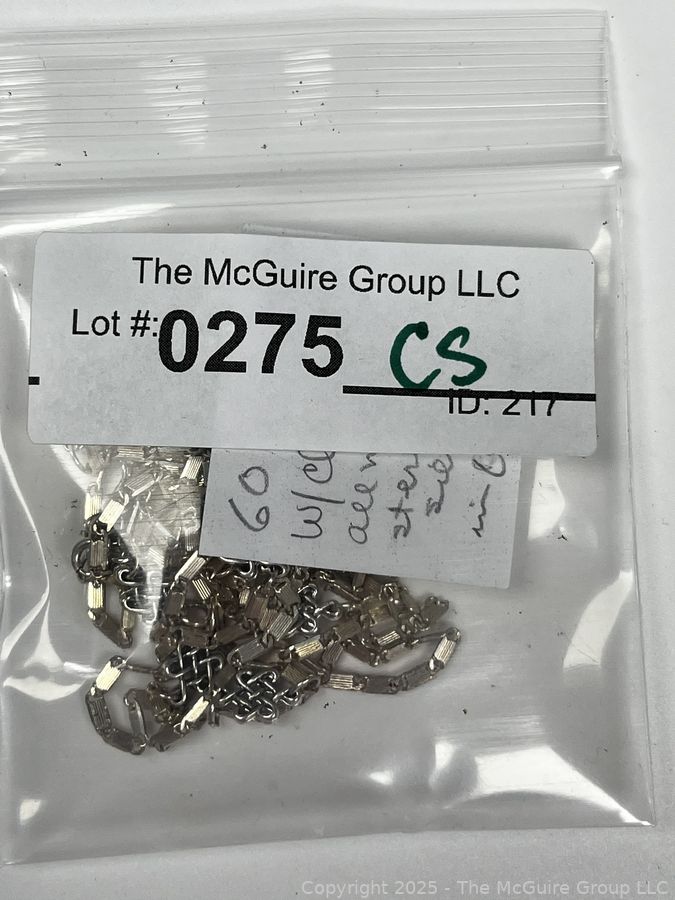 The McGuire Group LLC
Lot #:0275 CS
ID: 217
60
W/
Copyright 2025 - The McGuire Group LLC